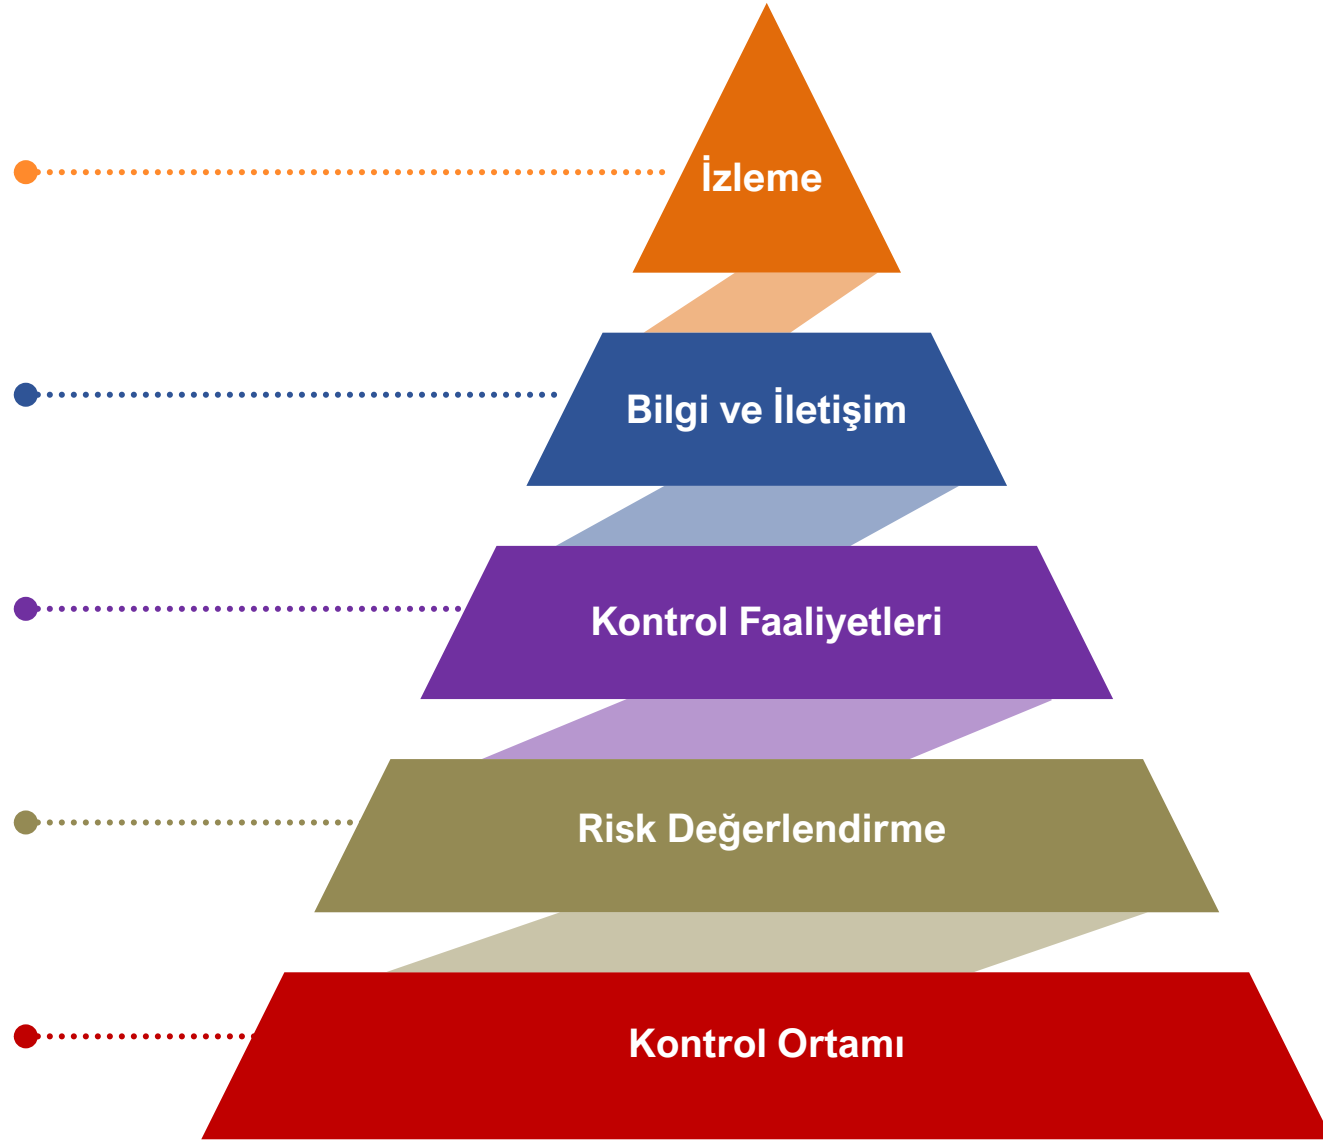 İzleme
Bilgi ve İletişim
Kontrol Faaliyetleri
Risk Değerlendirme
Kontrol Ortamı